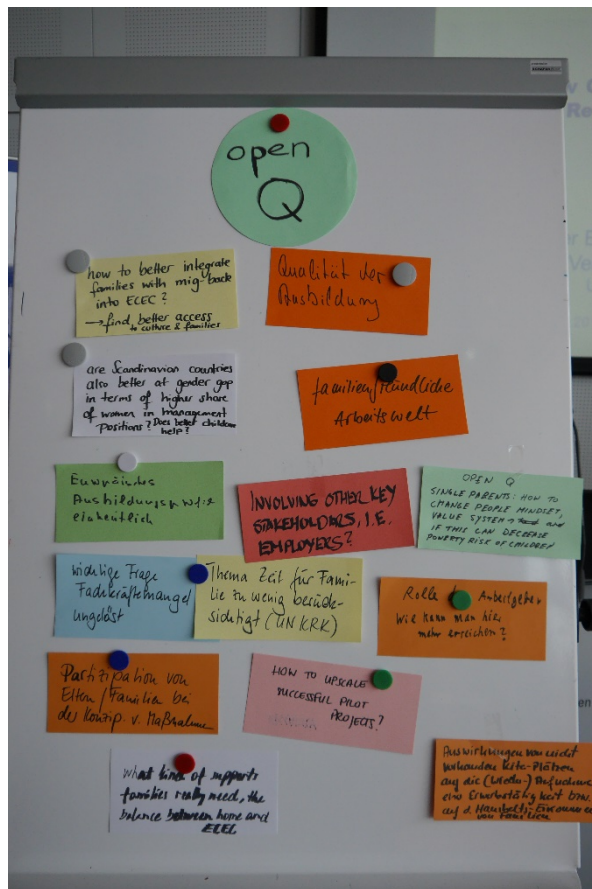 open
Q
how to better integrate
families with mig-back
into ECEC?
→ find better access
to culture & families
Qualität der
Ausbildung
are Scandinavian countries
also better at gender gap
in terms of higher share
of women in management
Positions? Does better childcare
help?
familienfreundliche
Arbeitswelt
Ausbildung
einheitlich
INVOLVING OTHER KEY
STAKEHOLDERS, I.E.
EMPLOYERS?
OPEN Q
SINGLE PARENTS: HOW TO
CHANGE PEOPLE MINDSET,
VALUE SYSTEM → and
IF THIS CAN DECREASE
POVERTY RISK OF CHILDREN
wichtige Frage
Fachkräftemangel
ungelöst
Thema Zeit für Fami-
lie zu wenig berück-
sichtigt (UN KRK)
Rolle Arbeitgeber
wie kann man hier
mehr erreichen?
Partizipation von
Eltern/Familien bei
der Konzip. v. Maßnahme
HOW TO UPSCALE
SUCCESSFUL PILOT
PROJECTS?
what kind of supports
families really need, the
balance between home and
ECEC
Auswirkungen von nicht
vorhanden Kita-Plätzen
auf die (Wieder-) Aufnahme
eine Erwerbstätigkeit bzw.
auf d. Haushalts-Einkommen
von Familien